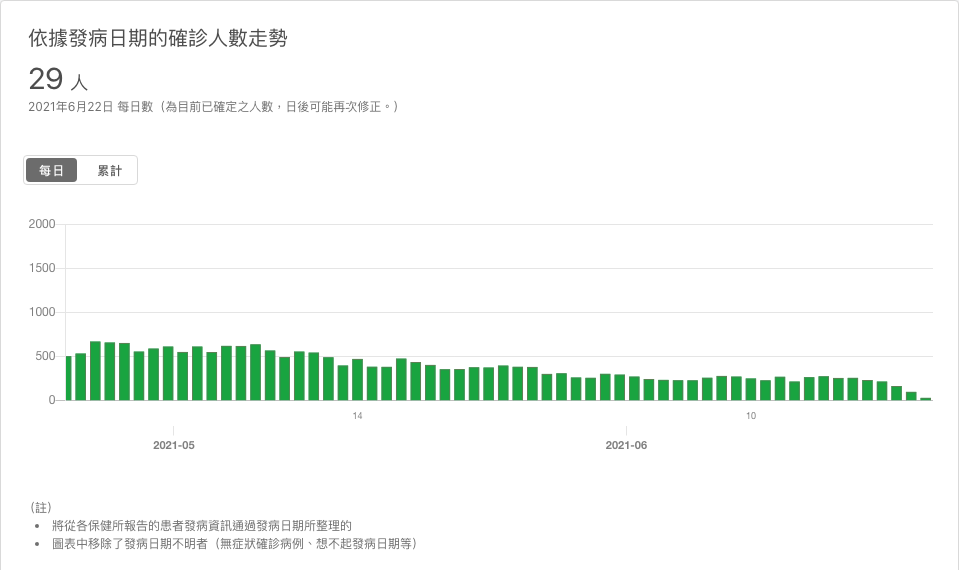 依據發病日期的確診人數走勢
29 人
2021年6月22日 每日數（為目前已確定之人數，日後可能再次修正。）
每日 累計
2000
1500
1000
500
0
14 10
2021-05 2021-06
（註）
• 將從各保健所報告的患者發病資訊通過發病日期所整理的
• 圖表中移除了發病日期不明者（無症狀確診病例、想不起發病日期等）